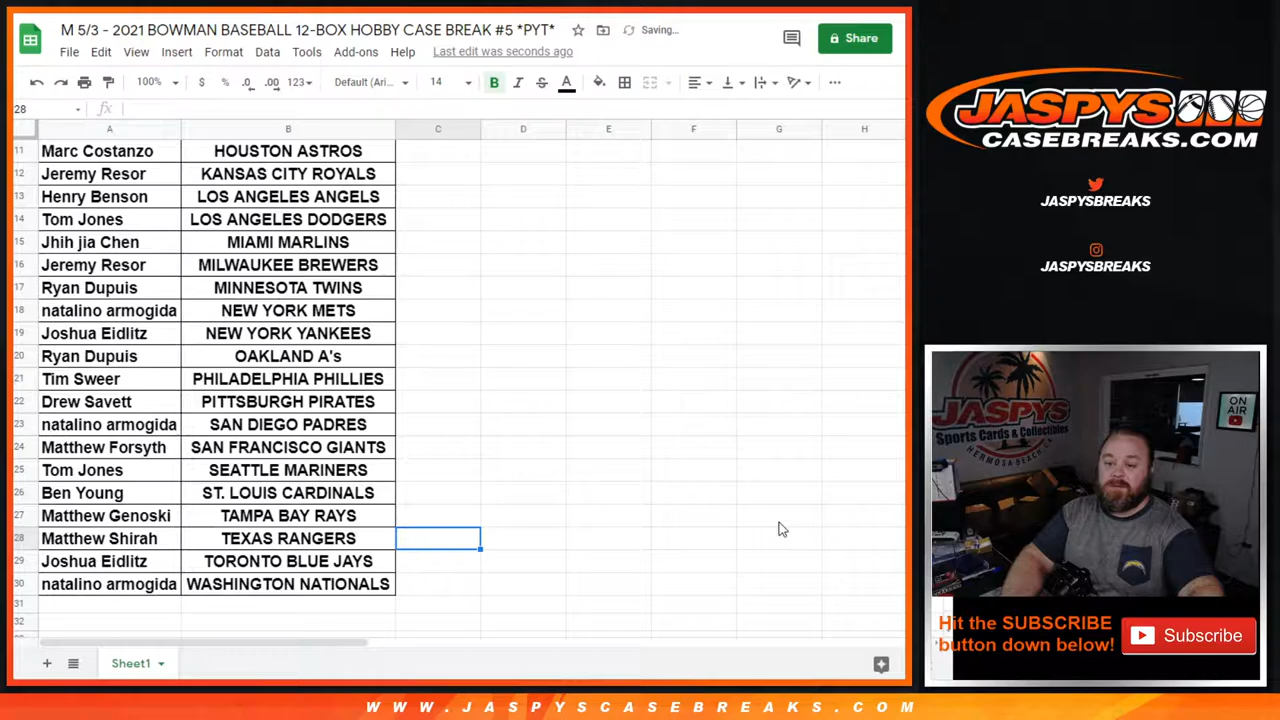 M 5/3 - 2021 BOWMAN BASEBALL 12-BOX HOBBY CASE BREAK #5 *PYT*
Saving...
Share
File Edit View Insert Format Data Tools Add-ons Help Last edit was seconds ago
100% $ % .0 .00 123 Default (Ari... 14 B I S A
28 fx
A B C D E F G H
11 Marc Costanzo HOUSTON ASTROS
12 Jeremy Resor KANSAS CITY ROYALS
13 Henry Benson LOS ANGELES ANGELS
14 Tom Jones LOS ANGELES DODGERS
15 Jhih jia Chen MIAMI MARLINS
16 Jeremy Resor MILWAUKEE BREWERS
17 Ryan Dupuis MINNESOTA TWINS
18 natalino armogida NEW YORK METS
19 Joshua Eidlitz NEW YORK YANKEES
20 Ryan Dupuis OAKLAND A's
21 Tim Sweer PHILADELPHIA PHILLIES
22 Drew Savett PITTSBURGH PIRATES
23 natalino armogida SAN DIEGO PADRES
24 Matthew Forsyth SAN FRANCISCO GIANTS
25 Tom Jones SEATTLE MARINERS
26 Ben Young ST. LOUIS CARDINALS
27 Matthew Genoski TAMPA BAY RAYS
28 Matthew Shirah TEXAS RANGERS
29 Joshua Eidlitz TORONTO BLUE JAYS
30 natalino armogida WASHINGTON NATIONALS
31
32
Sheet1
JASPYS
CASEBREAKS.COM
JASPYSBREAKS
JASPYSBREAKS
JASPYS
Sports Cards & Collectibles
HERMOSA BEACH, CA
ON AIR
Hit the SUBSCRIBE
button down below!
Subscribe
WWW.JASPYSCASEBREAKS.COM